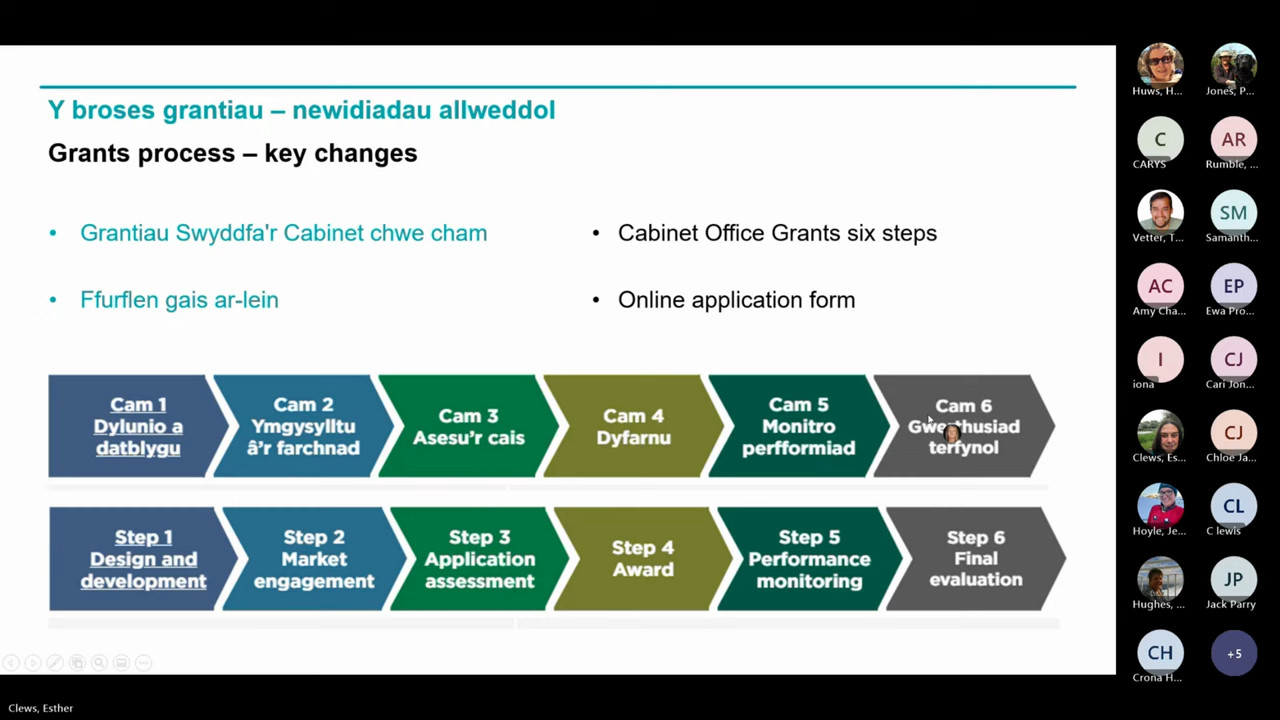 Y broses grantiau – newidiadau allweddol
Grants process – key changes
• Grantiau Swyddfa'r Cabinet chwe cham
• Ffurflen gais ar-lein
• Cabinet Office Grants six steps
• Online application form
Cam 1
Dylunio a
datblygu
Cam 2
Ymgysylltu
â'r farchnad
Cam 3
Asesu'r cais
Cam 4
Dyfarnu
Cam 5
Monitro
perfformiad
Cam 6
Gwerthusiad
terfynol
Step 1
Design and
development
Step 2
Market
engagement
Step 3
Application
assessment
Step 4
Award
Step 5
Performance
monitoring
Step 6
Final
evaluation
Huws, H...
Jones, P...
C
CARYS
AR
Rumble, ...
Vetter, T...
SM
Samanth...
AC
Amy Cha...
EP
Ewa Pro...
I
iona
CJ
Cari Jon...
Clews, Es...
CJ
Chloe Ja...
Hoyle, Je...
CL
C lewis
Hughes, ...
JP
Jack Parry
CH
Crona H...
+5
Clews, Esther